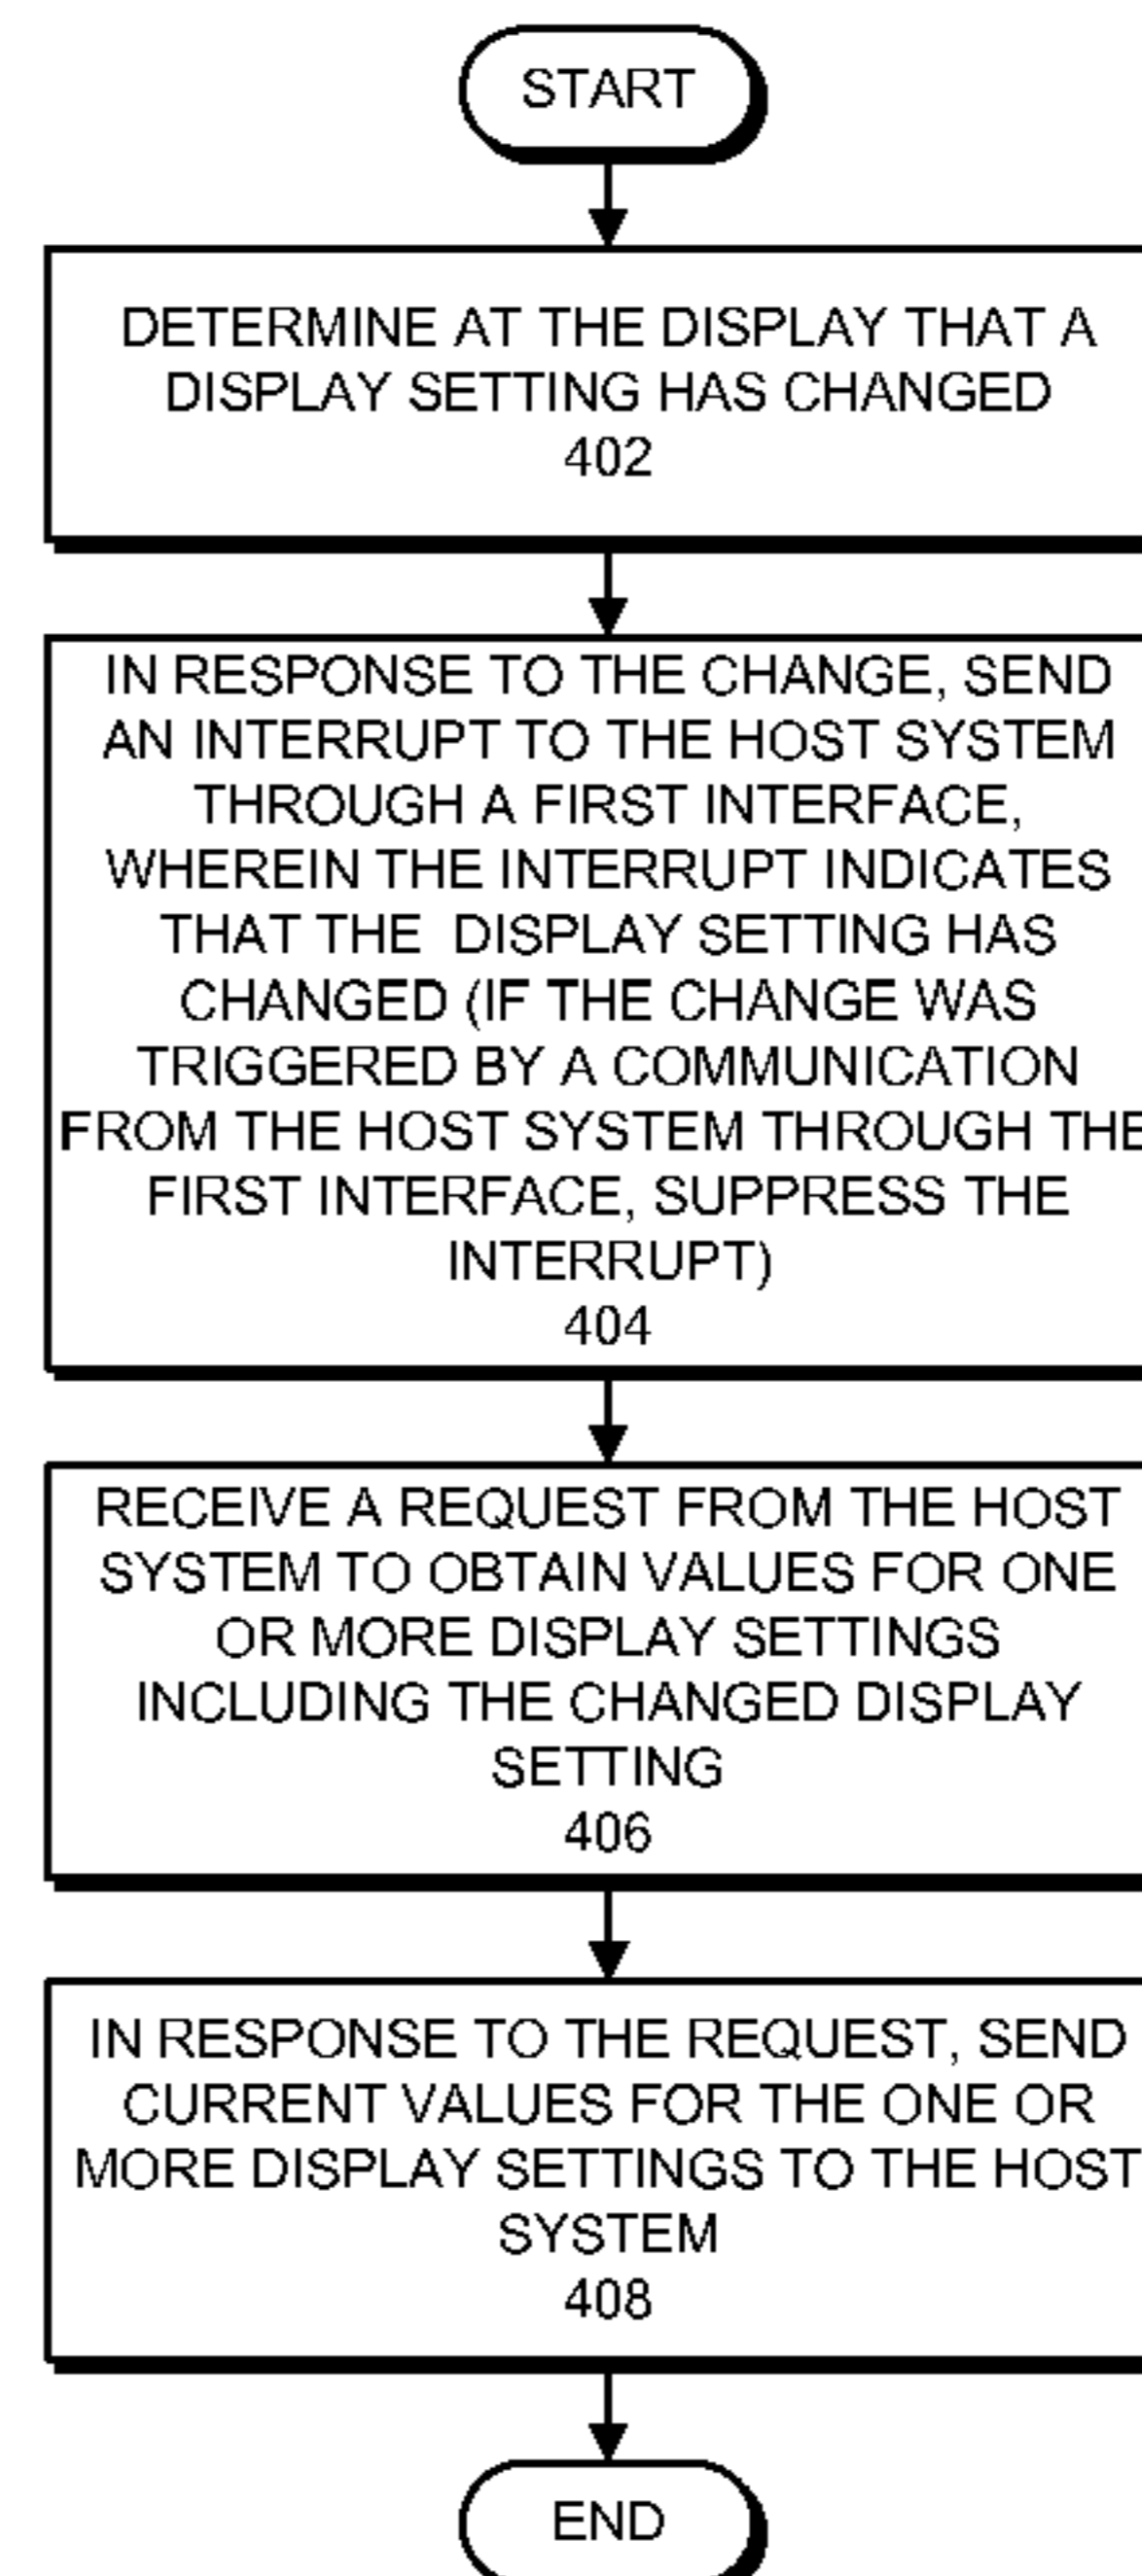 START
DETERMINE AT THE DISPLAY THAT A
DISPLAY SETTING HAS CHANGED
402
IN RESPONSE TO THE CHANGE, SEND
AN INTERRUPT TO THE HOST SYSTEM
THROUGH A FIRST INTERFACE,
WHEREIN THE INTERRUPT INDICATES
THAT THE DISPLAY SETTING HAS
CHANGED (IF THE CHANGE WAS
TRIGGERED BY A COMMUNICATION
FROM THE HOST SYSTEM THROUGH THE
FIRST INTERFACE, SUPPRESS THE
INTERRUPT)
404
RECEIVE A REQUEST FROM THE HOST
SYSTEM TO OBTAIN VALUES FOR ONE
OR MORE DISPLAY SETTINGS
INCLUDING THE CHANGED DISPLAY
SETTING
406
IN RESPONSE TO THE REQUEST, SEND
CURRENT VALUES FOR THE ONE OR
MORE DISPLAY SETTINGS TO THE HOST
SYSTEM
408
END